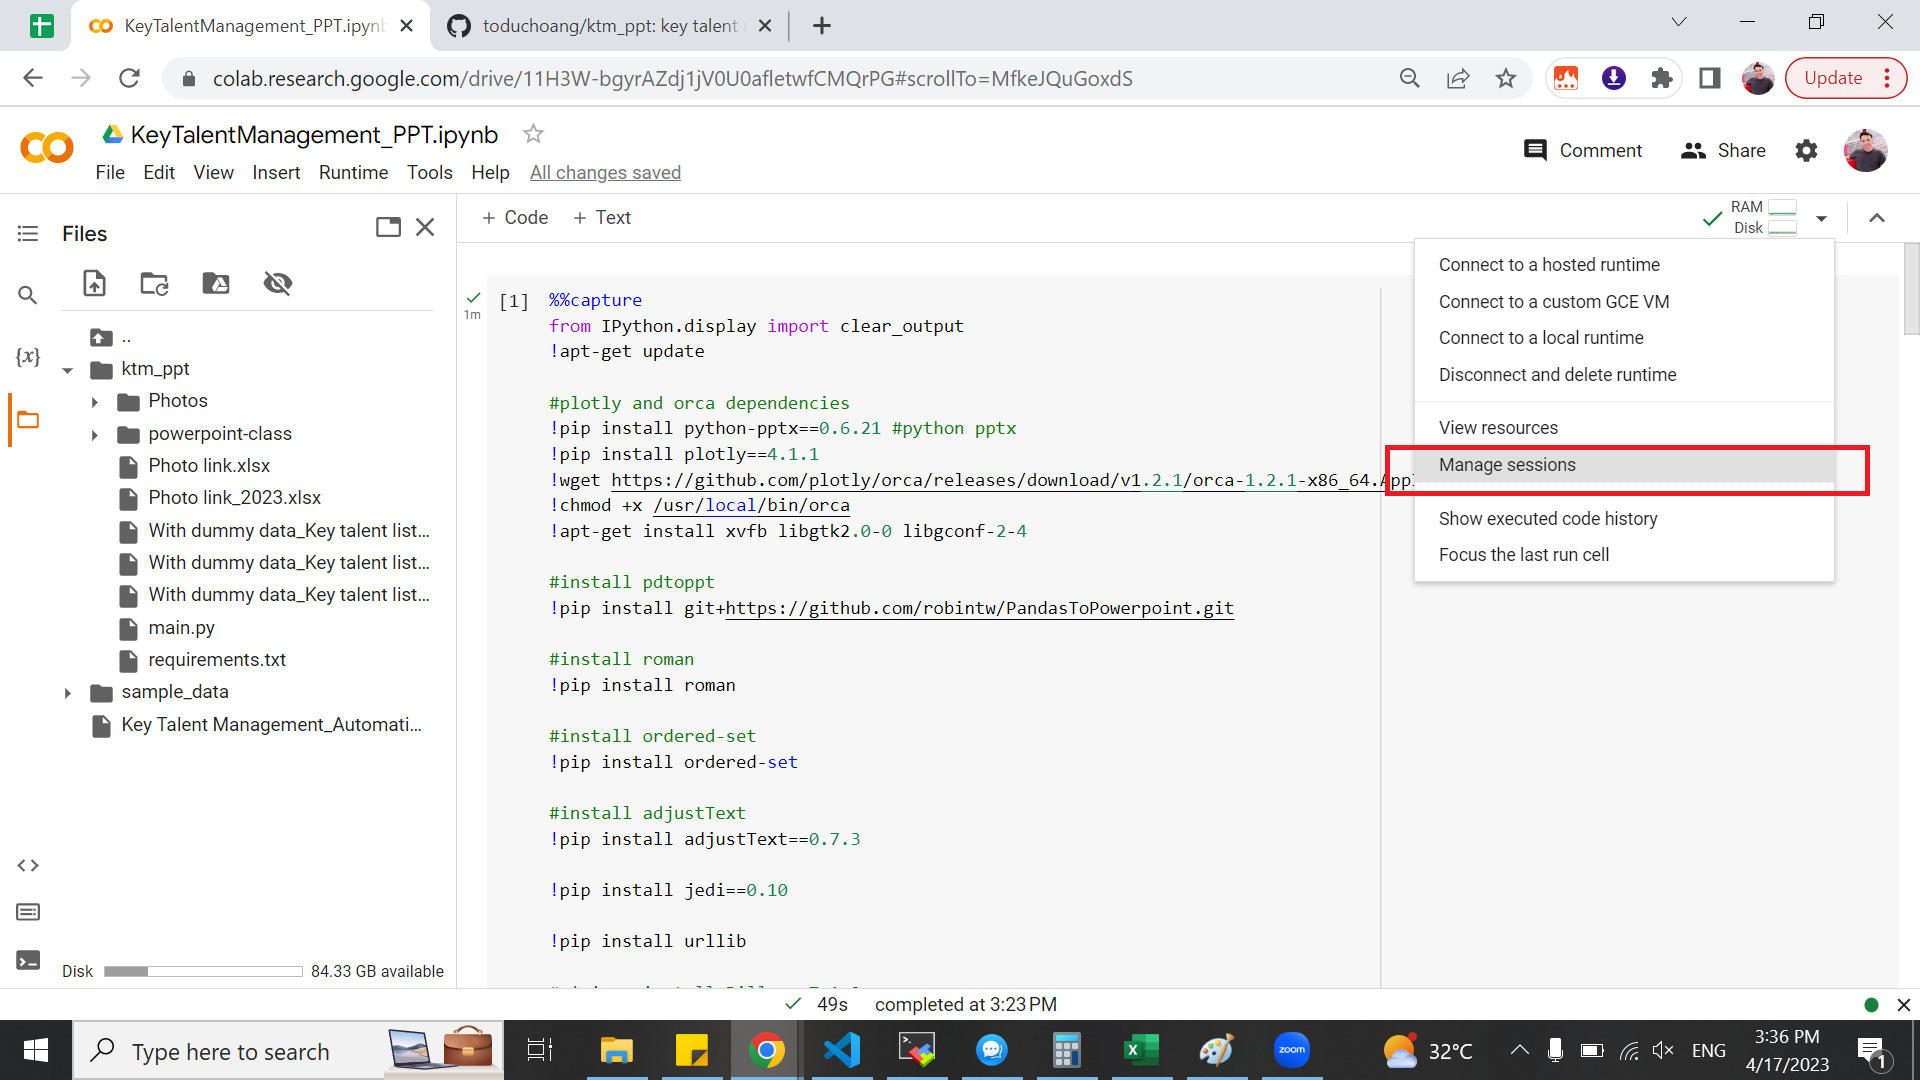 KeyTalentManagement_PPT.ipynb
toduchoang/ktm_ppt: key talent
colab.research.google.com/drive/11H3W-bgyrAZdj1jV0U0afletwfCMQrPG#scrollTo=MfkeJQuGoxdS
Update
KeyTalentManagement_PPT.ipynb
File Edit View Insert Runtime Tools Help All changes saved
Comment Share
Files
+ Code + Text
RAM
Disk
..
ktm_ppt
Photos
powerpoint-class
Photo link.xlsx
Photo link_2023.xlsx
With dummy data_Key talent list...
With dummy data_Key talent list...
With dummy data_Key talent list...
main.py
requirements.txt
sample_data
Key Talent Management_Automati...
Disk 84.33 GB available
1m
[1] %%capture
from IPython.display import clear_output
!apt-get update
#plotly and orca dependencies
!pip install python-pptx==0.6.21 #python pptx
!pip install plotly==4.1.1
!wget https://github.com/plotly/orca/releases/download/v1.2.1/orca-1.2.1-x86_64.App
!chmod +x /usr/local/bin/orca
!apt-get install xvfb libgtk2.0-0 libgconf-2-4
#install pdtoppt
!pip install git+https://github.com/robintw/PandasToPowerpoint.git
#install roman
!pip install roman
#install ordered-set
!pip install ordered-set
#install adjustText
!pip install adjustText==0.7.3
!pip install jedi==0.10
!pip install urllib
Connect to a hosted runtime
Connect to a custom GCE VM
Connect to a local runtime
Disconnect and delete runtime
View resources
Manage sessions
Show executed code history
Focus the last run cell
49s completed at 3:23 PM
Type here to search
zoom
32°C
ENG
3:36 PM
4/17/2023
1